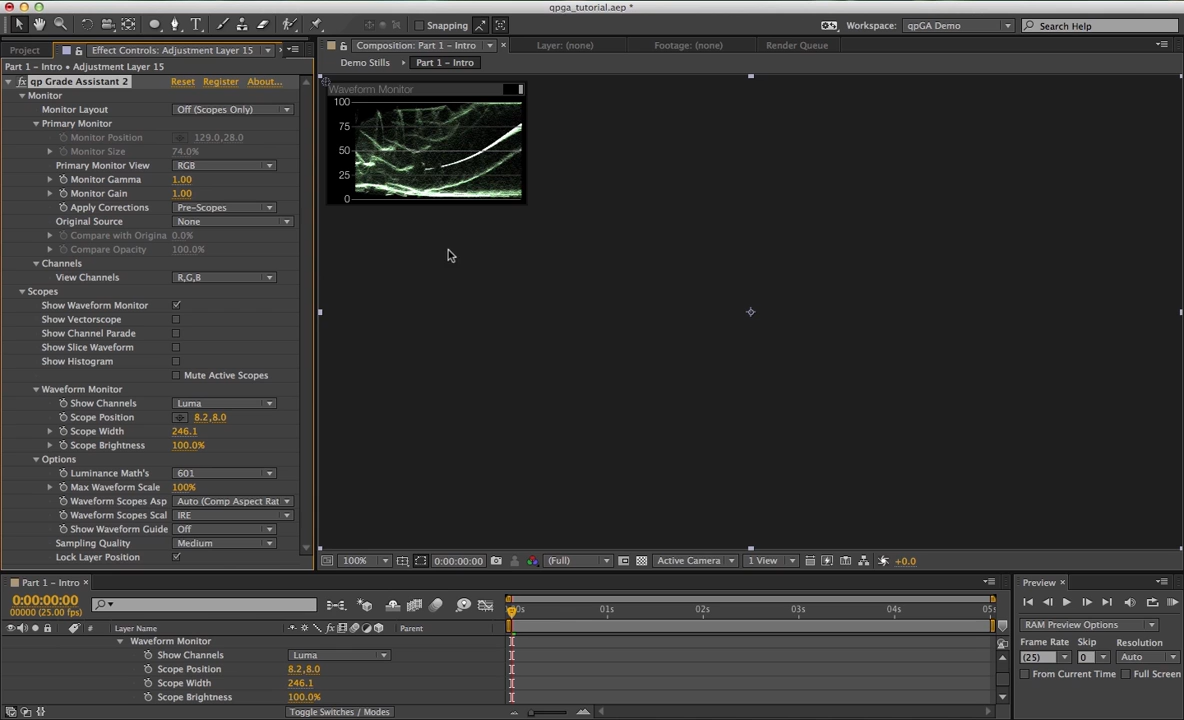 qpga_tutorial.aep *
Snapping
Workspace: qpGA Demo
Search Help
Project
Effect Controls: Adjustment Layer 15
Composition: Part 1 – Intro
Layer: (none)
Footage: (none)
Render Queue
Part 1 – Intro • Adjustment Layer 15
Demo Stills
Part 1 – Intro
fx qp Grade Assistant 2 Reset Register About...
Monitor
Monitor Layout Off (Scopes Only)
Primary Monitor
Monitor Position 129.0,28.0
Monitor Size 74.0%
Primary Monitor View RGB
Monitor Gamma 1.00
Monitor Gain 1.00
Apply Corrections Pre-Scopes
Original Source None
Compare with Origina 0.0%
Compare Opacity 100.0%
Channels
View Channels R,G,B
Scopes
Show Waveform Monitor
Show Vectorscope
Show Channel Parade
Show Slice Waveform
Show Histogram
Mute Active Scopes
Waveform Monitor
Show Channels Luma
Scope Position 8.2,8.0
Scope Width 246.1
Scope Brightness 100.0%
Options
Luminance Math's 601
Max Waveform Scale 100%
Waveform Scopes Asp Auto (Comp Aspect Rat
Waveform Scopes Scal IRE
Show Waveform Guide Off
Sampling Quality Medium
Lock Layer Position
Waveform Monitor
100
75
50
25
0
100% 0:00:00:00 (Full) Active Camera 1 View +0.0
Part 1 – Intro
0:00:00:00
00000 (25.00 fps)
# Layer Name Parent
Waveform Monitor
Show Channels Luma
Scope Position 8.2,8.0
Scope Width 246.1
Scope Brightness 100.0%
Toggle Switches / Modes
01s 02s 03s 04s
Preview
RAM Preview Options
Frame Rate Skip Resolution
(25) 0 Auto
From Current Time Full Screen